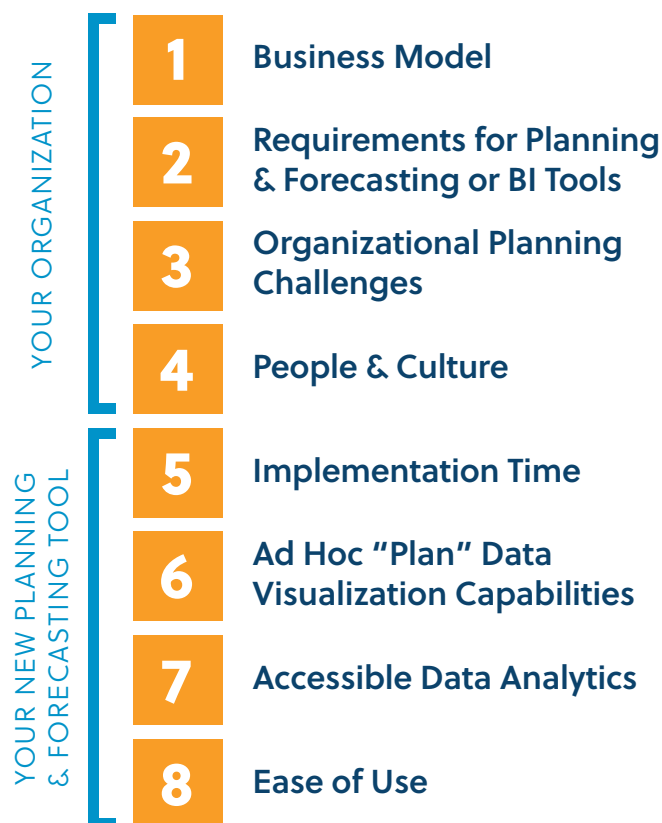 YOUR ORGANIZATION
1
Business Model
2
Requirements for Planning
& Forecasting or BI Tools
3
Organizational Planning
Challenges
4
People & Culture
YOUR NEW PLANNING
& FORECASTING TOOL
5
Implementation Time
6
Ad Hoc “Plan” Data
Visualization Capabilities
7
Accessible Data Analytics
8
Ease of Use